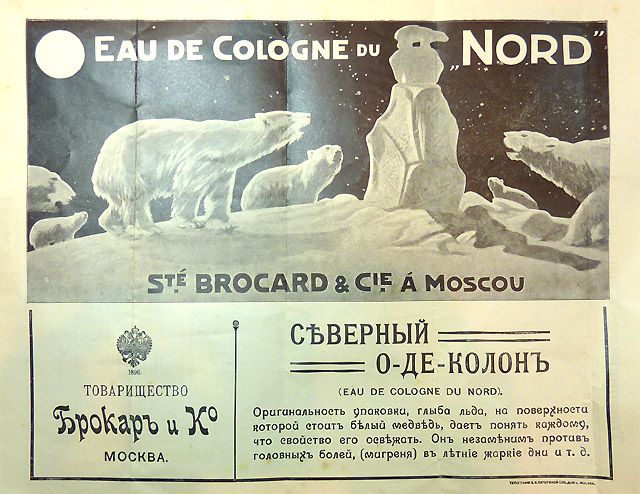 EAU DE COLOGNE DU „NORD"
STÉ BROCARD & CIE Á MOSCOU
1896.
ТОВАРИЩЕСТВО
Брокаръ и Ко
МОСКВА.
СѢВЕРНЫЙ
О-ДЕ-КОЛОНЪ
(EAU DE COLOGNE DU NORD).
Оригинальность упаковки, глыба льда, на поверхности
которой стоитъ бѣлый медвѣдь, даетъ понять каждому,
что свойство его освѣжать. Онъ незамѣнимъ противъ
головныхъ болей, (мигреня) въ лѣтніе жаркіе дни и т. д.